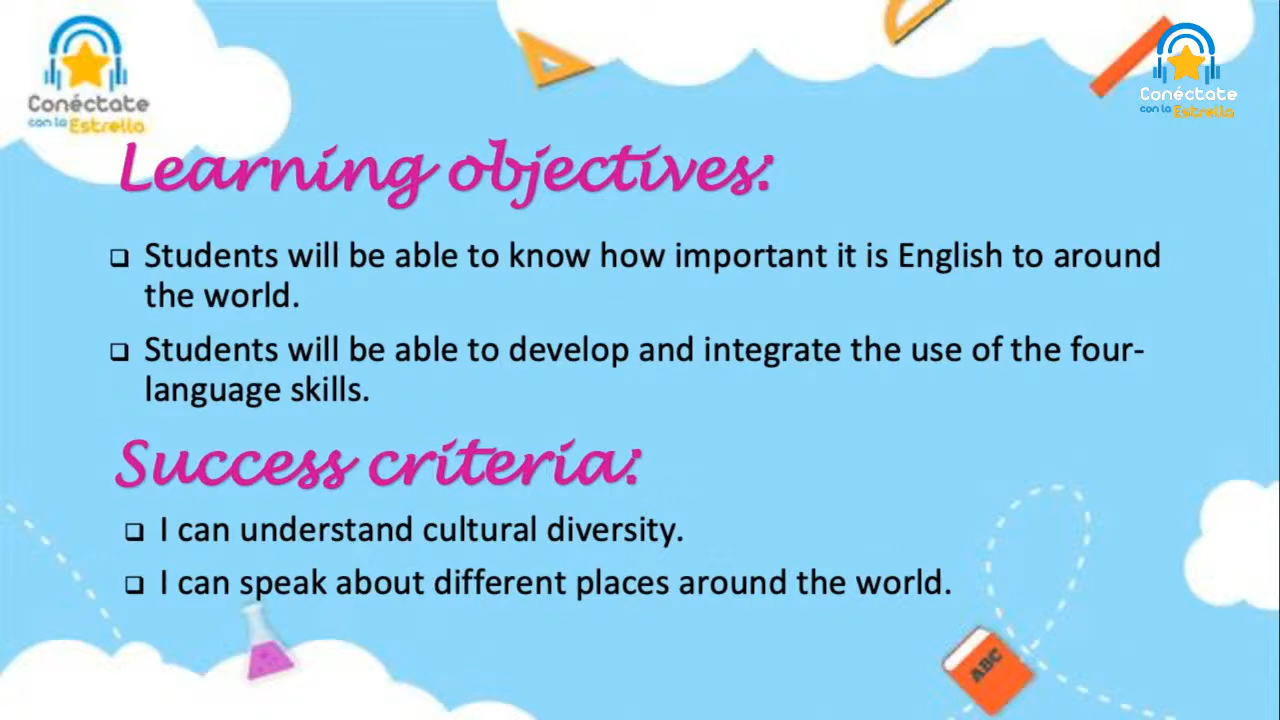 Conéctate
con la Estrella
Conéctate
con la Estrella
Learning objectives:
❑ Students will be able to know how important it is English to around
the world.
❑ Students will be able to develop and integrate the use of the four-
language skills.
Success criteria:
❑ I can understand cultural diversity.
❑ I can speak about different places around the world.
ABC